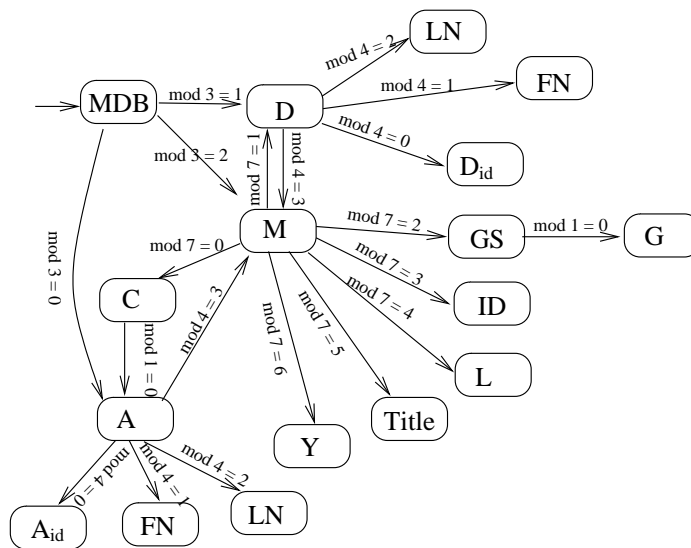 LN
mod 4 = 2
mod 4 = 1
FN
MDB
mod 3 = 1
D
mod 4 = 0
D_id
mod 3 = 2
mod 7 = 1
mod 4 = 3
M
mod 7 = 2
GS
mod 1 = 0
G
mod 7 = 0
mod 7 = 3
ID
mod 3 = 0
C
mod 4 = 3
mod 7 = 4
mod 7 = 6
mod 7 = 5
L
mod 1 = 0
A
Title
Y
mod 4 = 0
mod 4 = 1
mod 4 = 2
A_id
FN
LN